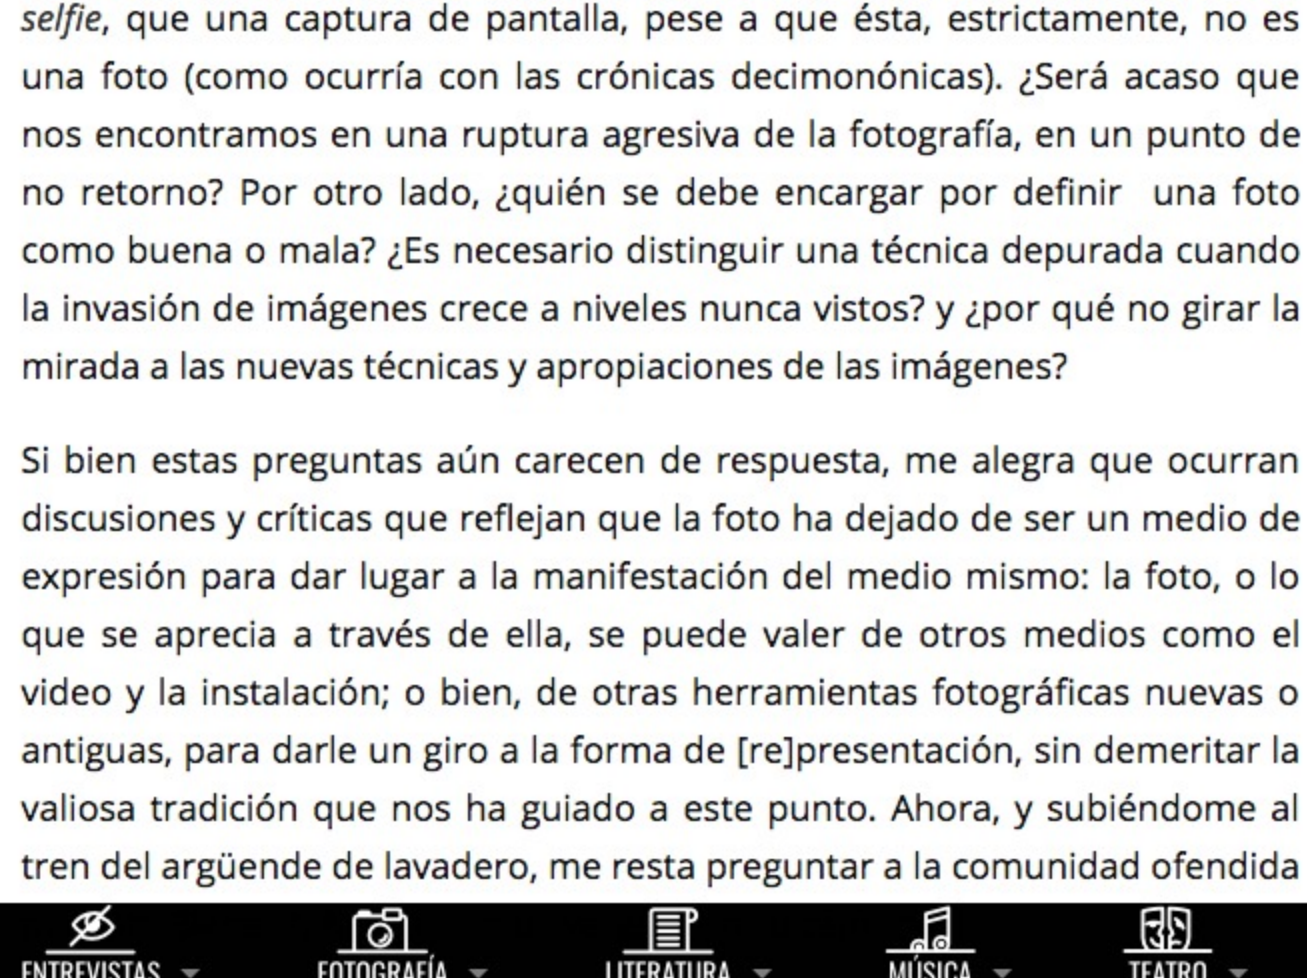 selfie, que una captura de pantalla, pese a que ésta, estrictamente, no es
una foto (como ocurría con las crónicas decimonónicas). ¿Será acaso que
nos encontramos en una ruptura agresiva de la fotografía, en un punto de
no retorno? Por otro lado, ¿quién se debe encargar por definir  una foto
como buena o mala? ¿Es necesario distinguir una técnica depurada cuando
la invasión de imágenes crece a niveles nunca vistos? y ¿por qué no girar la
mirada a las nuevas técnicas y apropiaciones de las imágenes?
Si bien estas preguntas aún carecen de respuesta, me alegra que ocurran
discusiones y críticas que reflejan que la foto ha dejado de ser un medio de
expresión para dar lugar a la manifestación del medio mismo: la foto, o lo
que se aprecia a través de ella, se puede valer de otros medios como el
video y la instalación; o bien, de otras herramientas fotográficas nuevas o
antiguas, para darle un giro a la forma de [re]presentación, sin demeritar la
valiosa tradición que nos ha guiado a este punto. Ahora, y subiéndome al
tren del argüende de lavadero, me resta preguntar a la comunidad ofendida
ENTREVISTAS FOTOGRAFÍA LITERATURA MÚSICA TEATRO